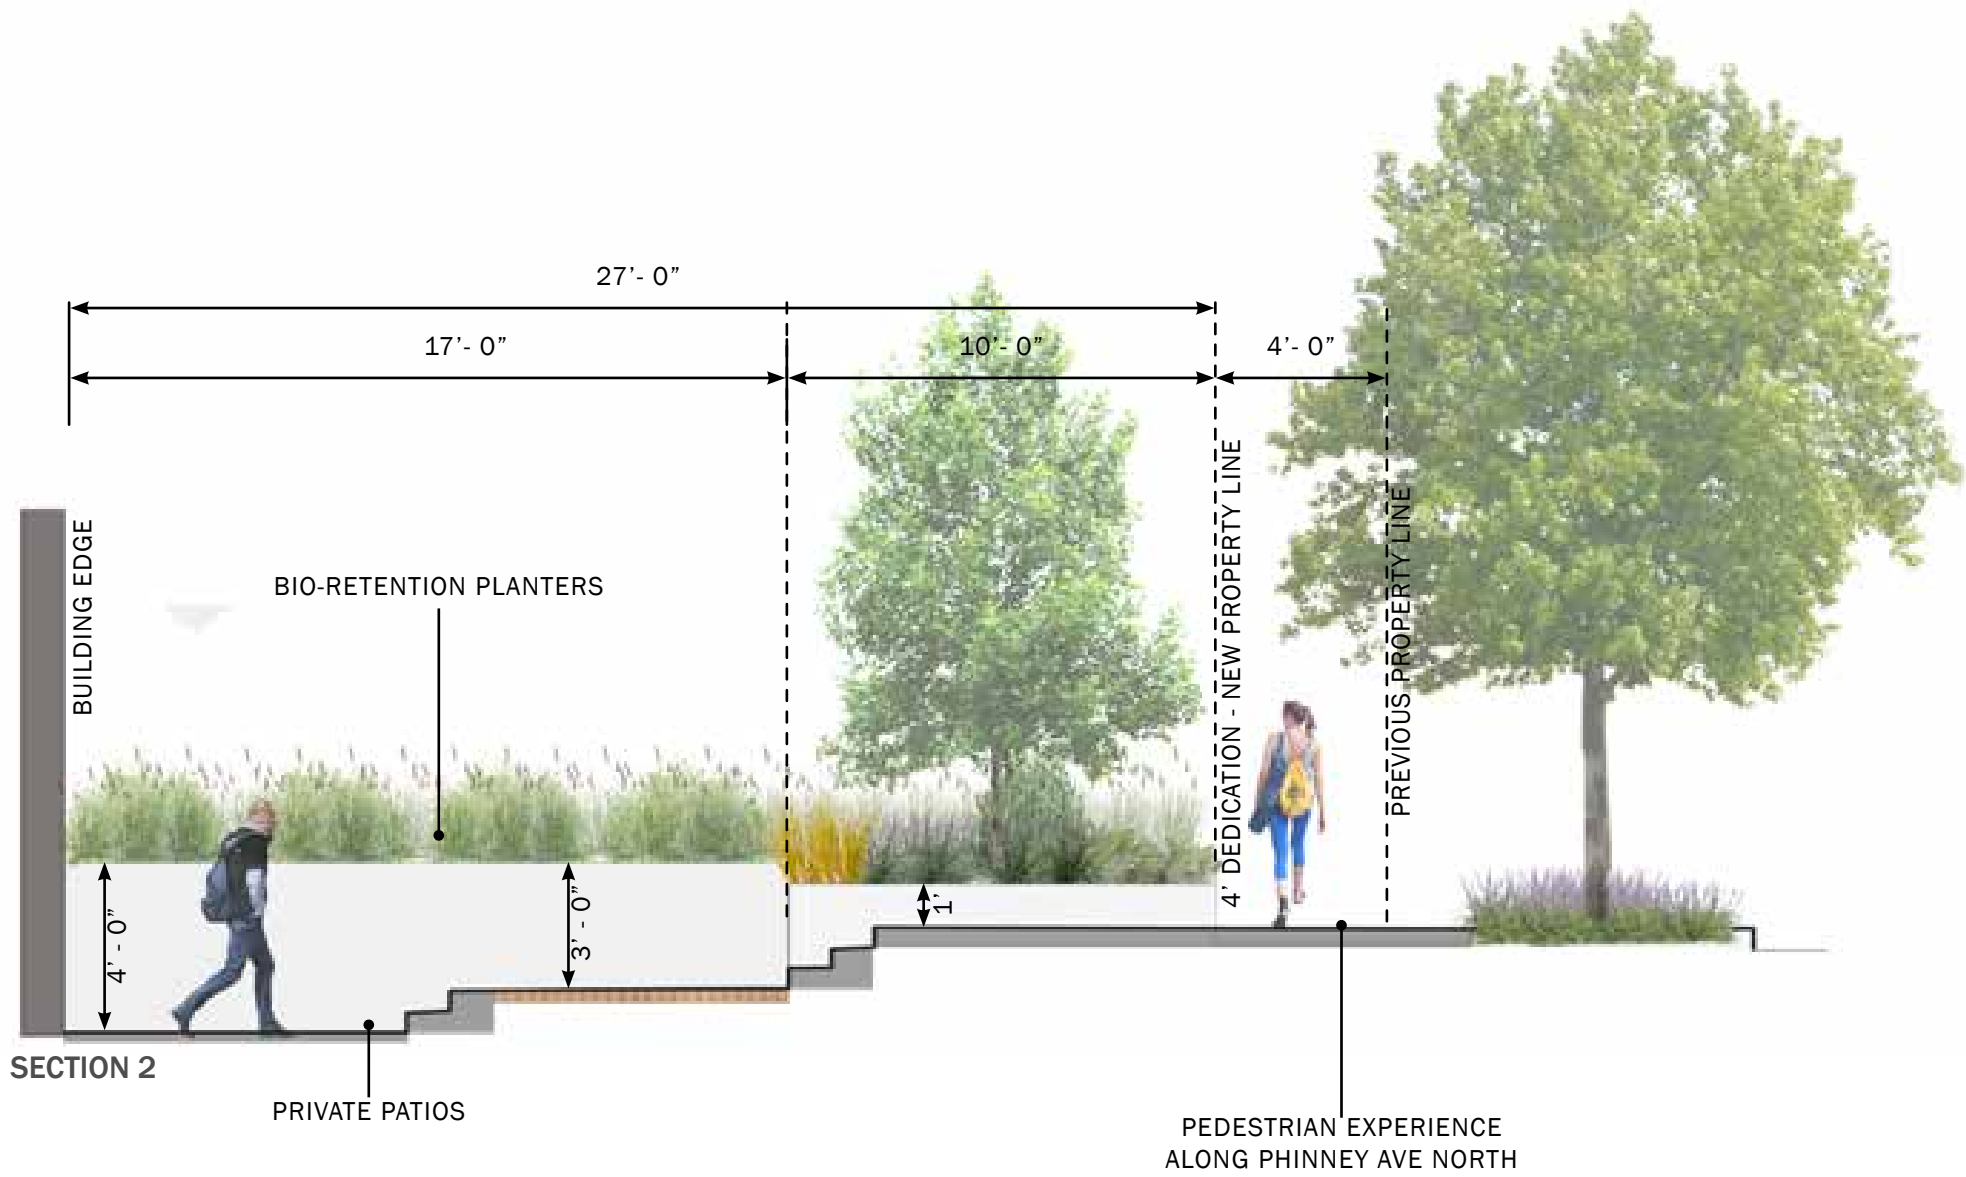 27’- 0”
17’- 0”
10’- 0”
4’- 0”
BUILDING EDGE
BIO-RETENTION PLANTERS
4’ DEDICATION - NEW PROPERTY LINE
PREVIOUS PROPERTY LINE
4’ - 0”
3’ - 0”
1’
SECTION 2
PRIVATE PATIOS
PEDESTRIAN EXPERIENCE
ALONG PHINNEY AVE NORTH